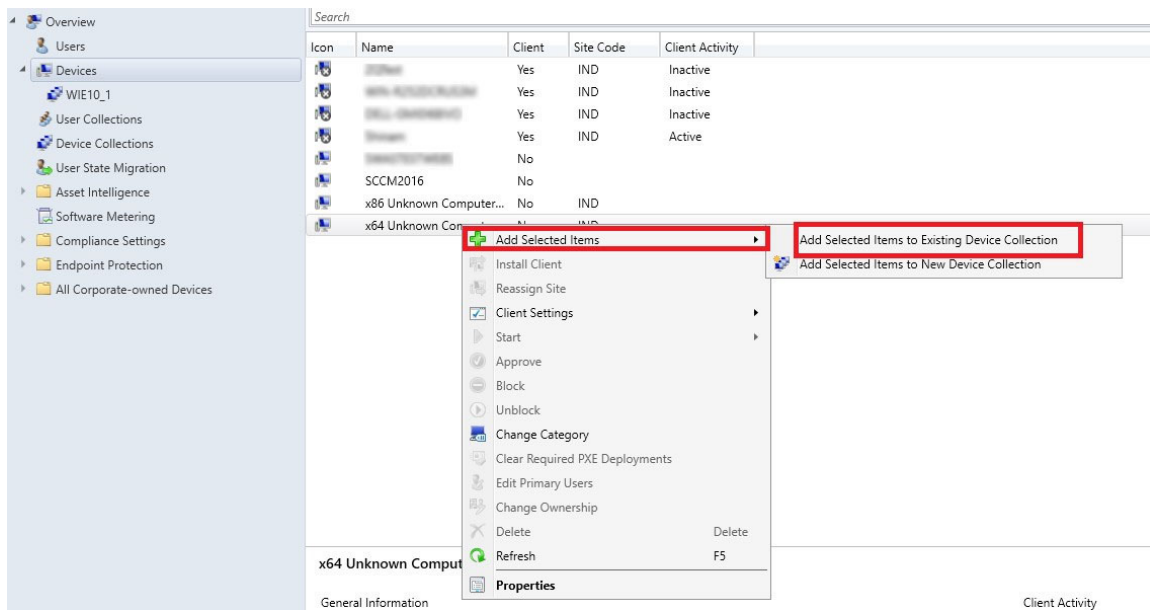 Overview
Users
Devices
WIE10_1
User Collections
Device Collections
User State Migration
Asset Intelligence
Software Metering
Compliance Settings
Endpoint Protection
All Corporate-owned Devices
Search
Icon Name Client Site Code Client Activity
Yes IND Inactive
Yes IND Inactive
Yes IND Inactive
Yes IND Active
No
SCCM2016 No
x86 Unknown Computer... No IND
x64 Unknown
Add Selected Items
Install Client
Reassign Site
Client Settings
Start
Approve
Block
Unblock
Change Category
Clear Required PXE Deployments
Edit Primary Users
Change Ownership
Delete Delete
Refresh F5
Properties
Add Selected Items to Existing Device Collection
Add Selected Items to New Device Collection
x64 Unknown Comput
General Information Client Activity